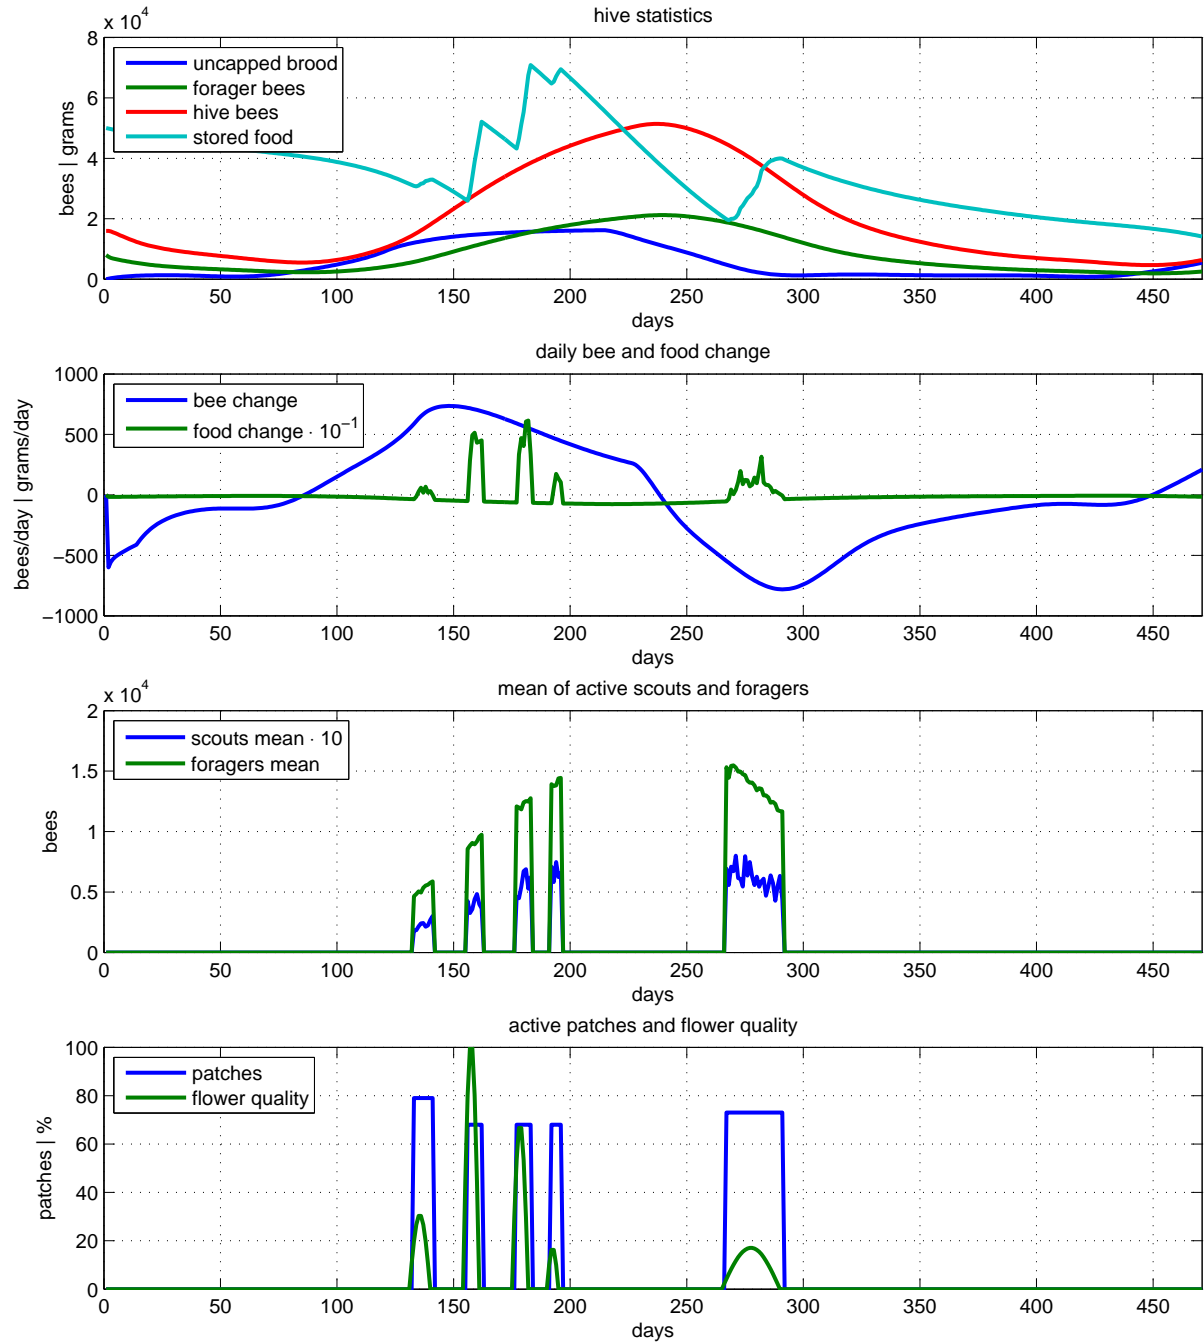 hive statistics
x 10^4
8
6
4
2
0
bees | grams
uncapped brood
forager bees
hive bees
stored food
0 50 100 150 200 250 300 350 400 450
days
daily bee and food change
1000
500
0
−500
−1000
bees/day | grams/day
bee change
food change · 10^−1
0 50 100 150 200 250 300 350 400 450
days
mean of active scouts and foragers
x 10^4
2
1.5
1
0.5
0
bees
scouts mean · 10
foragers mean
0 50 100 150 200 250 300 350 400 450
days
active patches and flower quality
100
80
60
40
20
0
patches | %
patches
flower quality
0 50 100 150 200 250 300 350 400 450
days